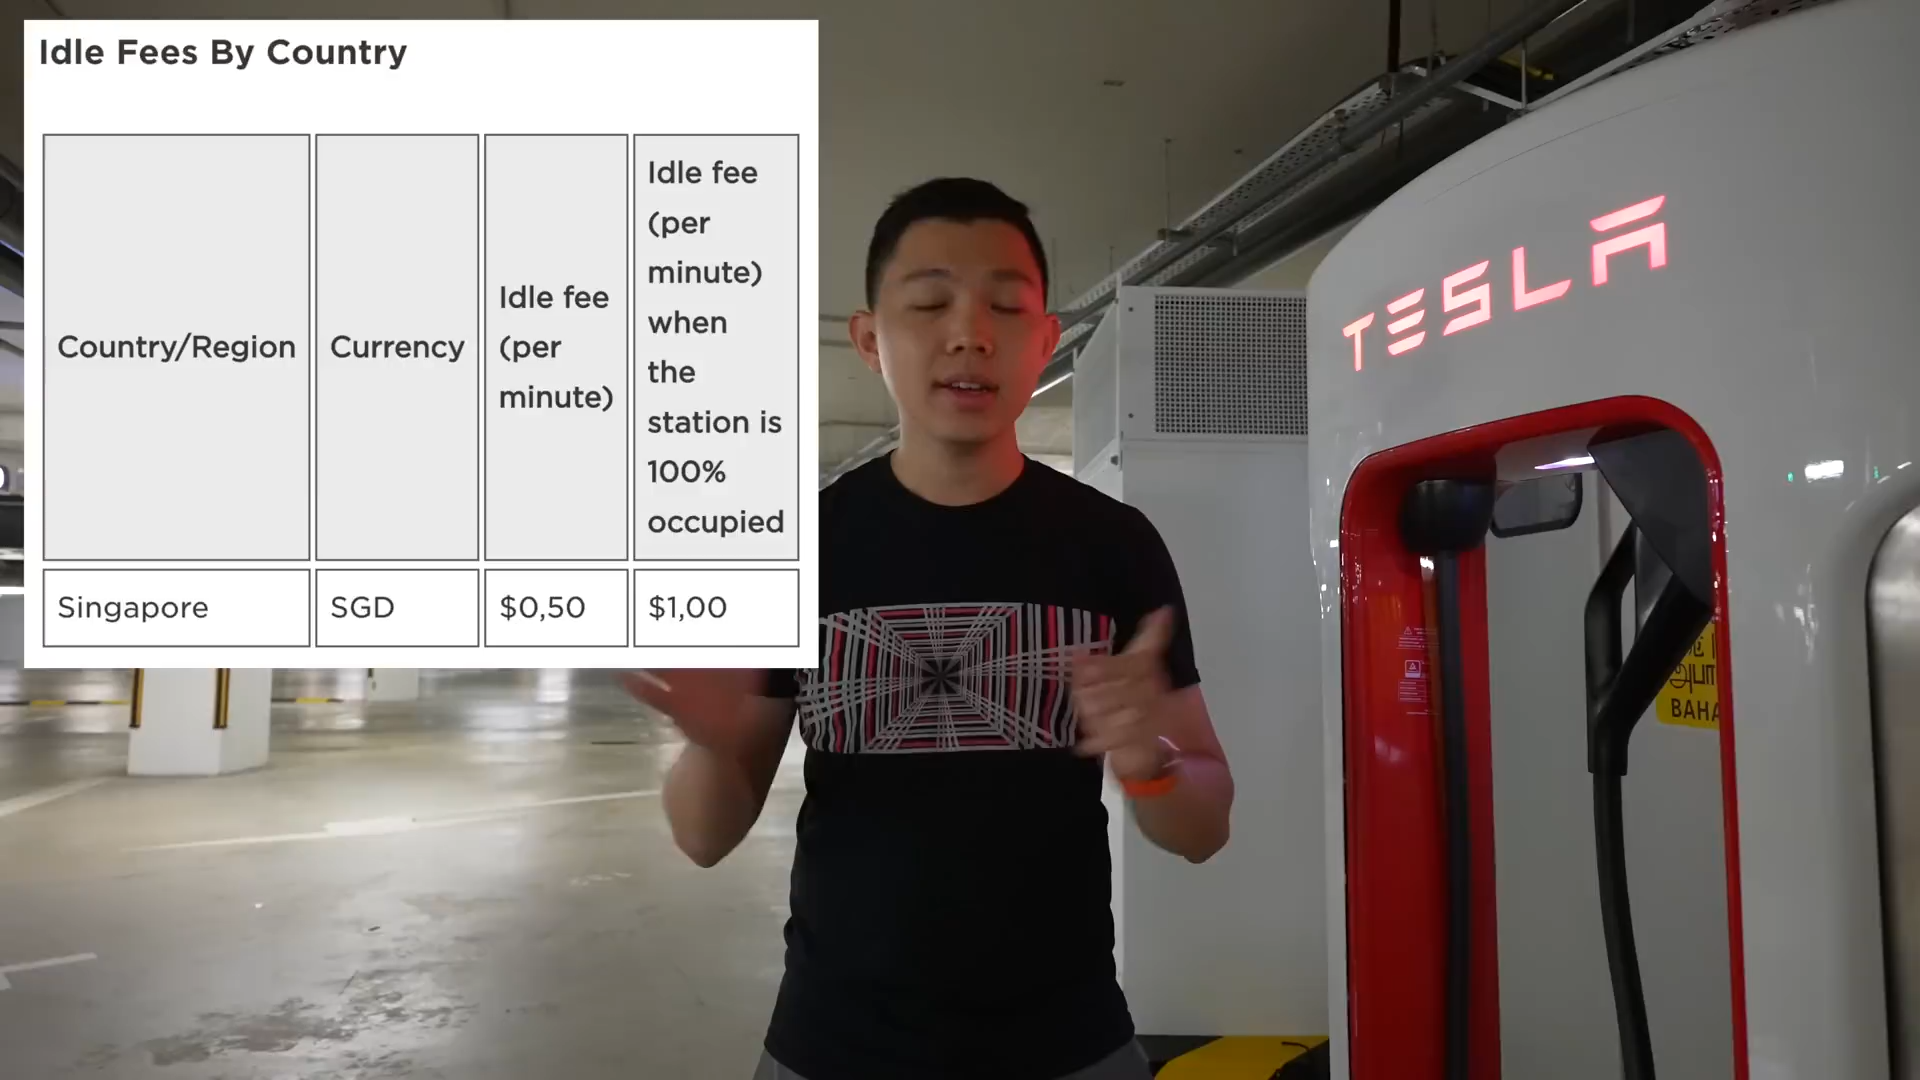 Idle Fees By Country
Country/Region
Currency
Idle fee
(per
minute)
Idle fee
(per
minute)
when
the
station is
100%
occupied
Singapore
SGD
$0,50
$1,00
TESLA
BAHA